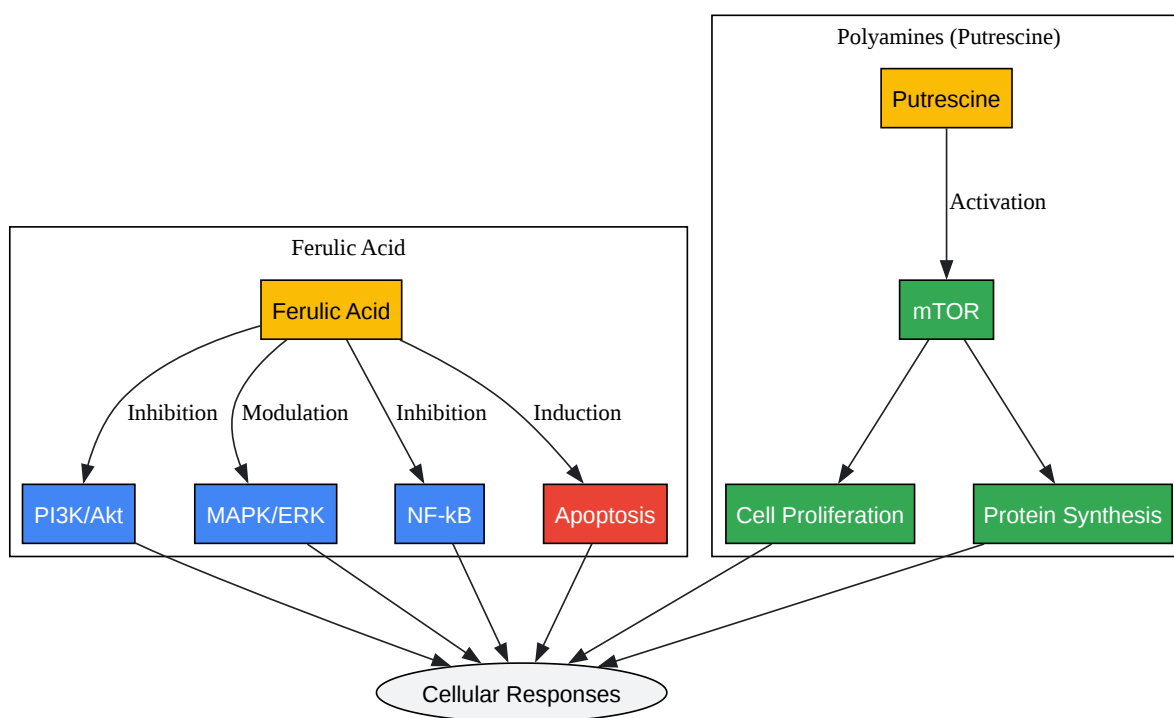 Polyamines (Putrescine)
Putrescine
Activation
Ferulic Acid
Ferulic Acid
mTOR
Inhibition
Modulation
Inhibition
Induction
PI3K/Akt
MAPK/ERK
NF-kB
Apoptosis
Cell Proliferation
Protein Synthesis
Cellular Responses